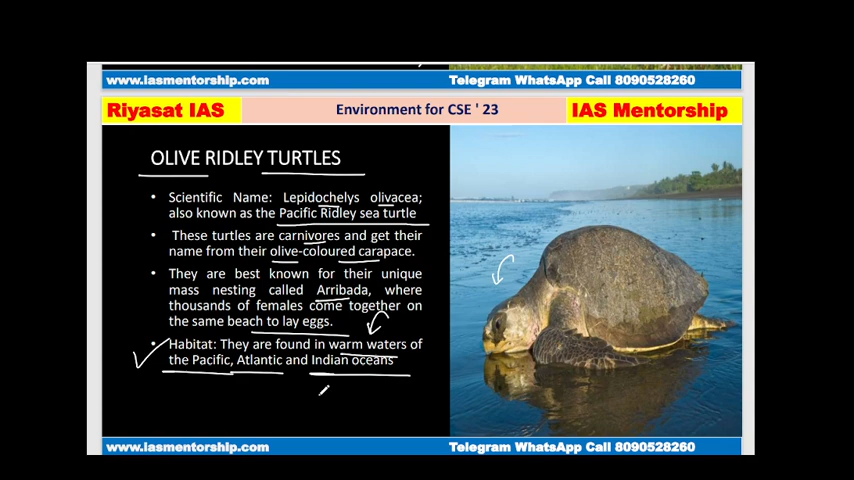 www.iasmentorship.com Telegram WhatsApp Call 8090528260
Riyasat IAS Environment for CSE ' 23 IAS Mentorship
OLIVE RIDLEY TURTLES
• Scientific Name: Lepidochelys olivacea;
also known as the Pacific Ridley sea turtle
• These turtles are carnivores and get their
name from their olive-coloured carapace.
• They are best known for their unique
mass nesting called Arribada, where
thousands of females come together on
the same beach to lay eggs.
• Habitat: They are found in warm waters of
the Pacific, Atlantic and Indian oceans
www.iasmentorship.com Telegram WhatsApp Call 8090528260